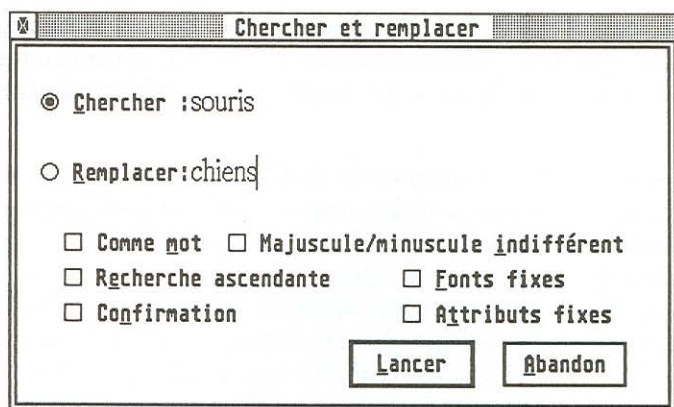 Chercher et remplacer
Chercher :souris
Remplacer:chiens
Comme mot Majuscule/minuscule indifférent
Recherche ascendante Fonts fixes
Confirmation Attributs fixes
Lancer Abandon